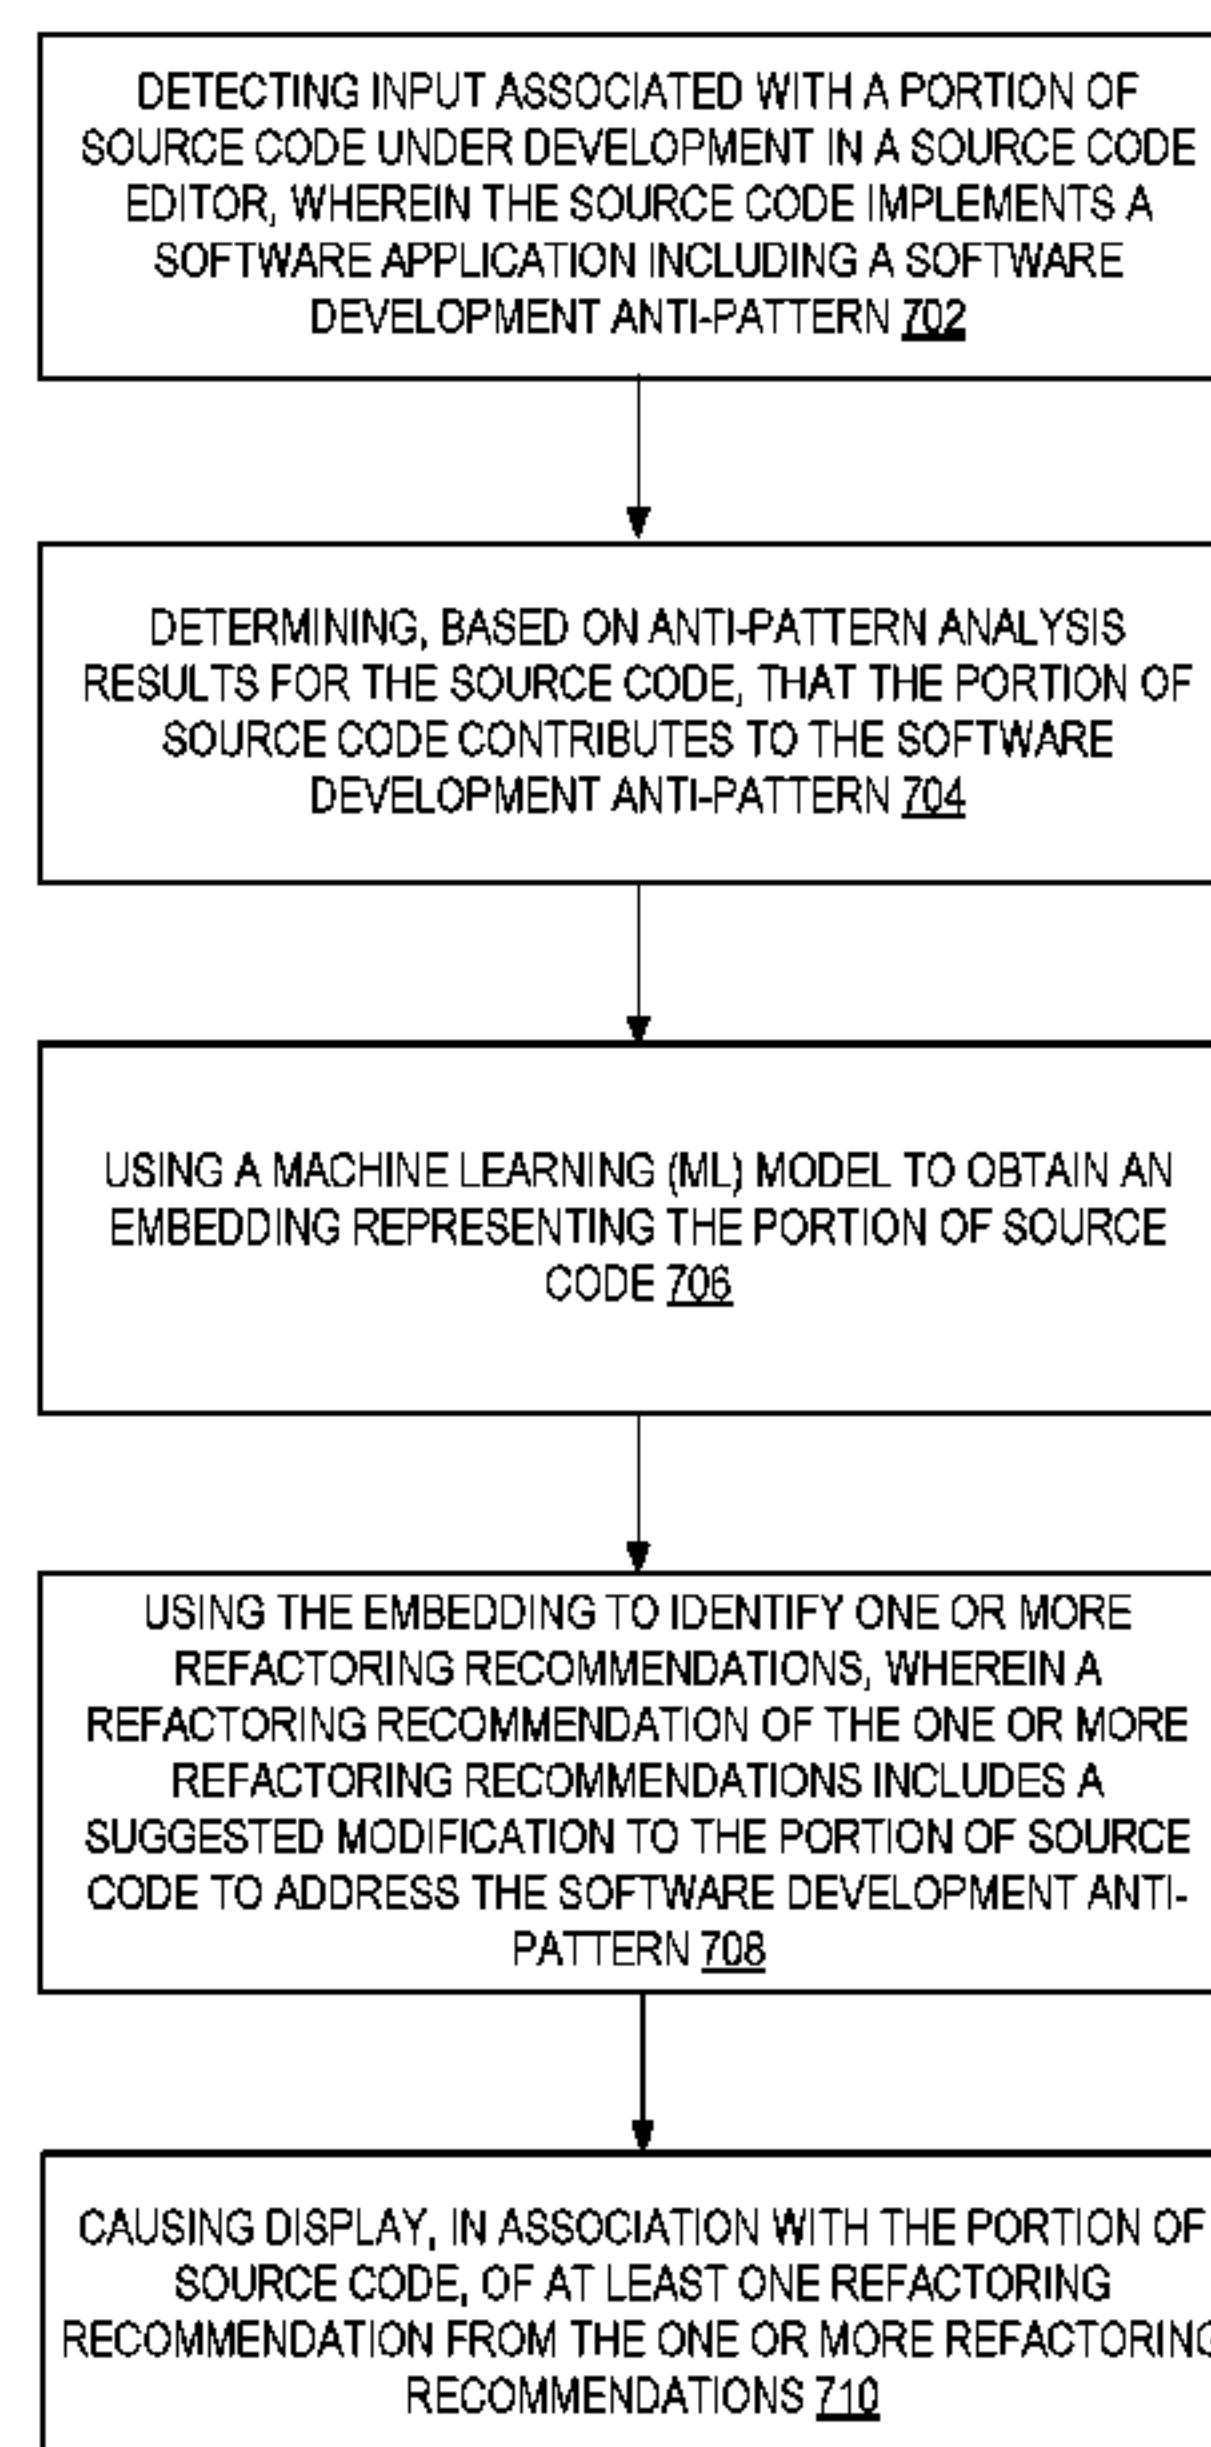 DETECTING INPUT ASSOCIATED WITH A PORTION OF
SOURCE CODE UNDER DEVELOPMENT IN A SOURCE CODE
EDITOR, WHEREIN THE SOURCE CODE IMPLEMENTS A
SOFTWARE APPLICATION INCLUDING A SOFTWARE
DEVELOPMENT ANTI-PATTERN 702
DETERMINING, BASED ON ANTI-PATTERN ANALYSIS
RESULTS FOR THE SOURCE CODE, THAT THE PORTION OF
SOURCE CODE CONTRIBUTES TO THE SOFTWARE
DEVELOPMENT ANTI-PATTERN 704
USING A MACHINE LEARNING (ML) MODEL TO OBTAIN AN
EMBEDDING REPRESENTING THE PORTION OF SOURCE
CODE 706
USING THE EMBEDDING TO IDENTIFY ONE OR MORE
REFACTORING RECOMMENDATIONS, WHEREIN A
REFACTORING RECOMMENDATION OF THE ONE OR MORE
REFACTORING RECOMMENDATIONS INCLUDES A
SUGGESTED MODIFICATION TO THE PORTION OF SOURCE
CODE TO ADDRESS THE SOFTWARE DEVELOPMENT ANTI-
PATTERN 708
CAUSING DISPLAY, IN ASSOCIATION WITH THE PORTION OF
SOURCE CODE, OF AT LEAST ONE REFACTORING
RECOMMENDATION FROM THE ONE OR MORE REFACTORING
RECOMMENDATIONS 710